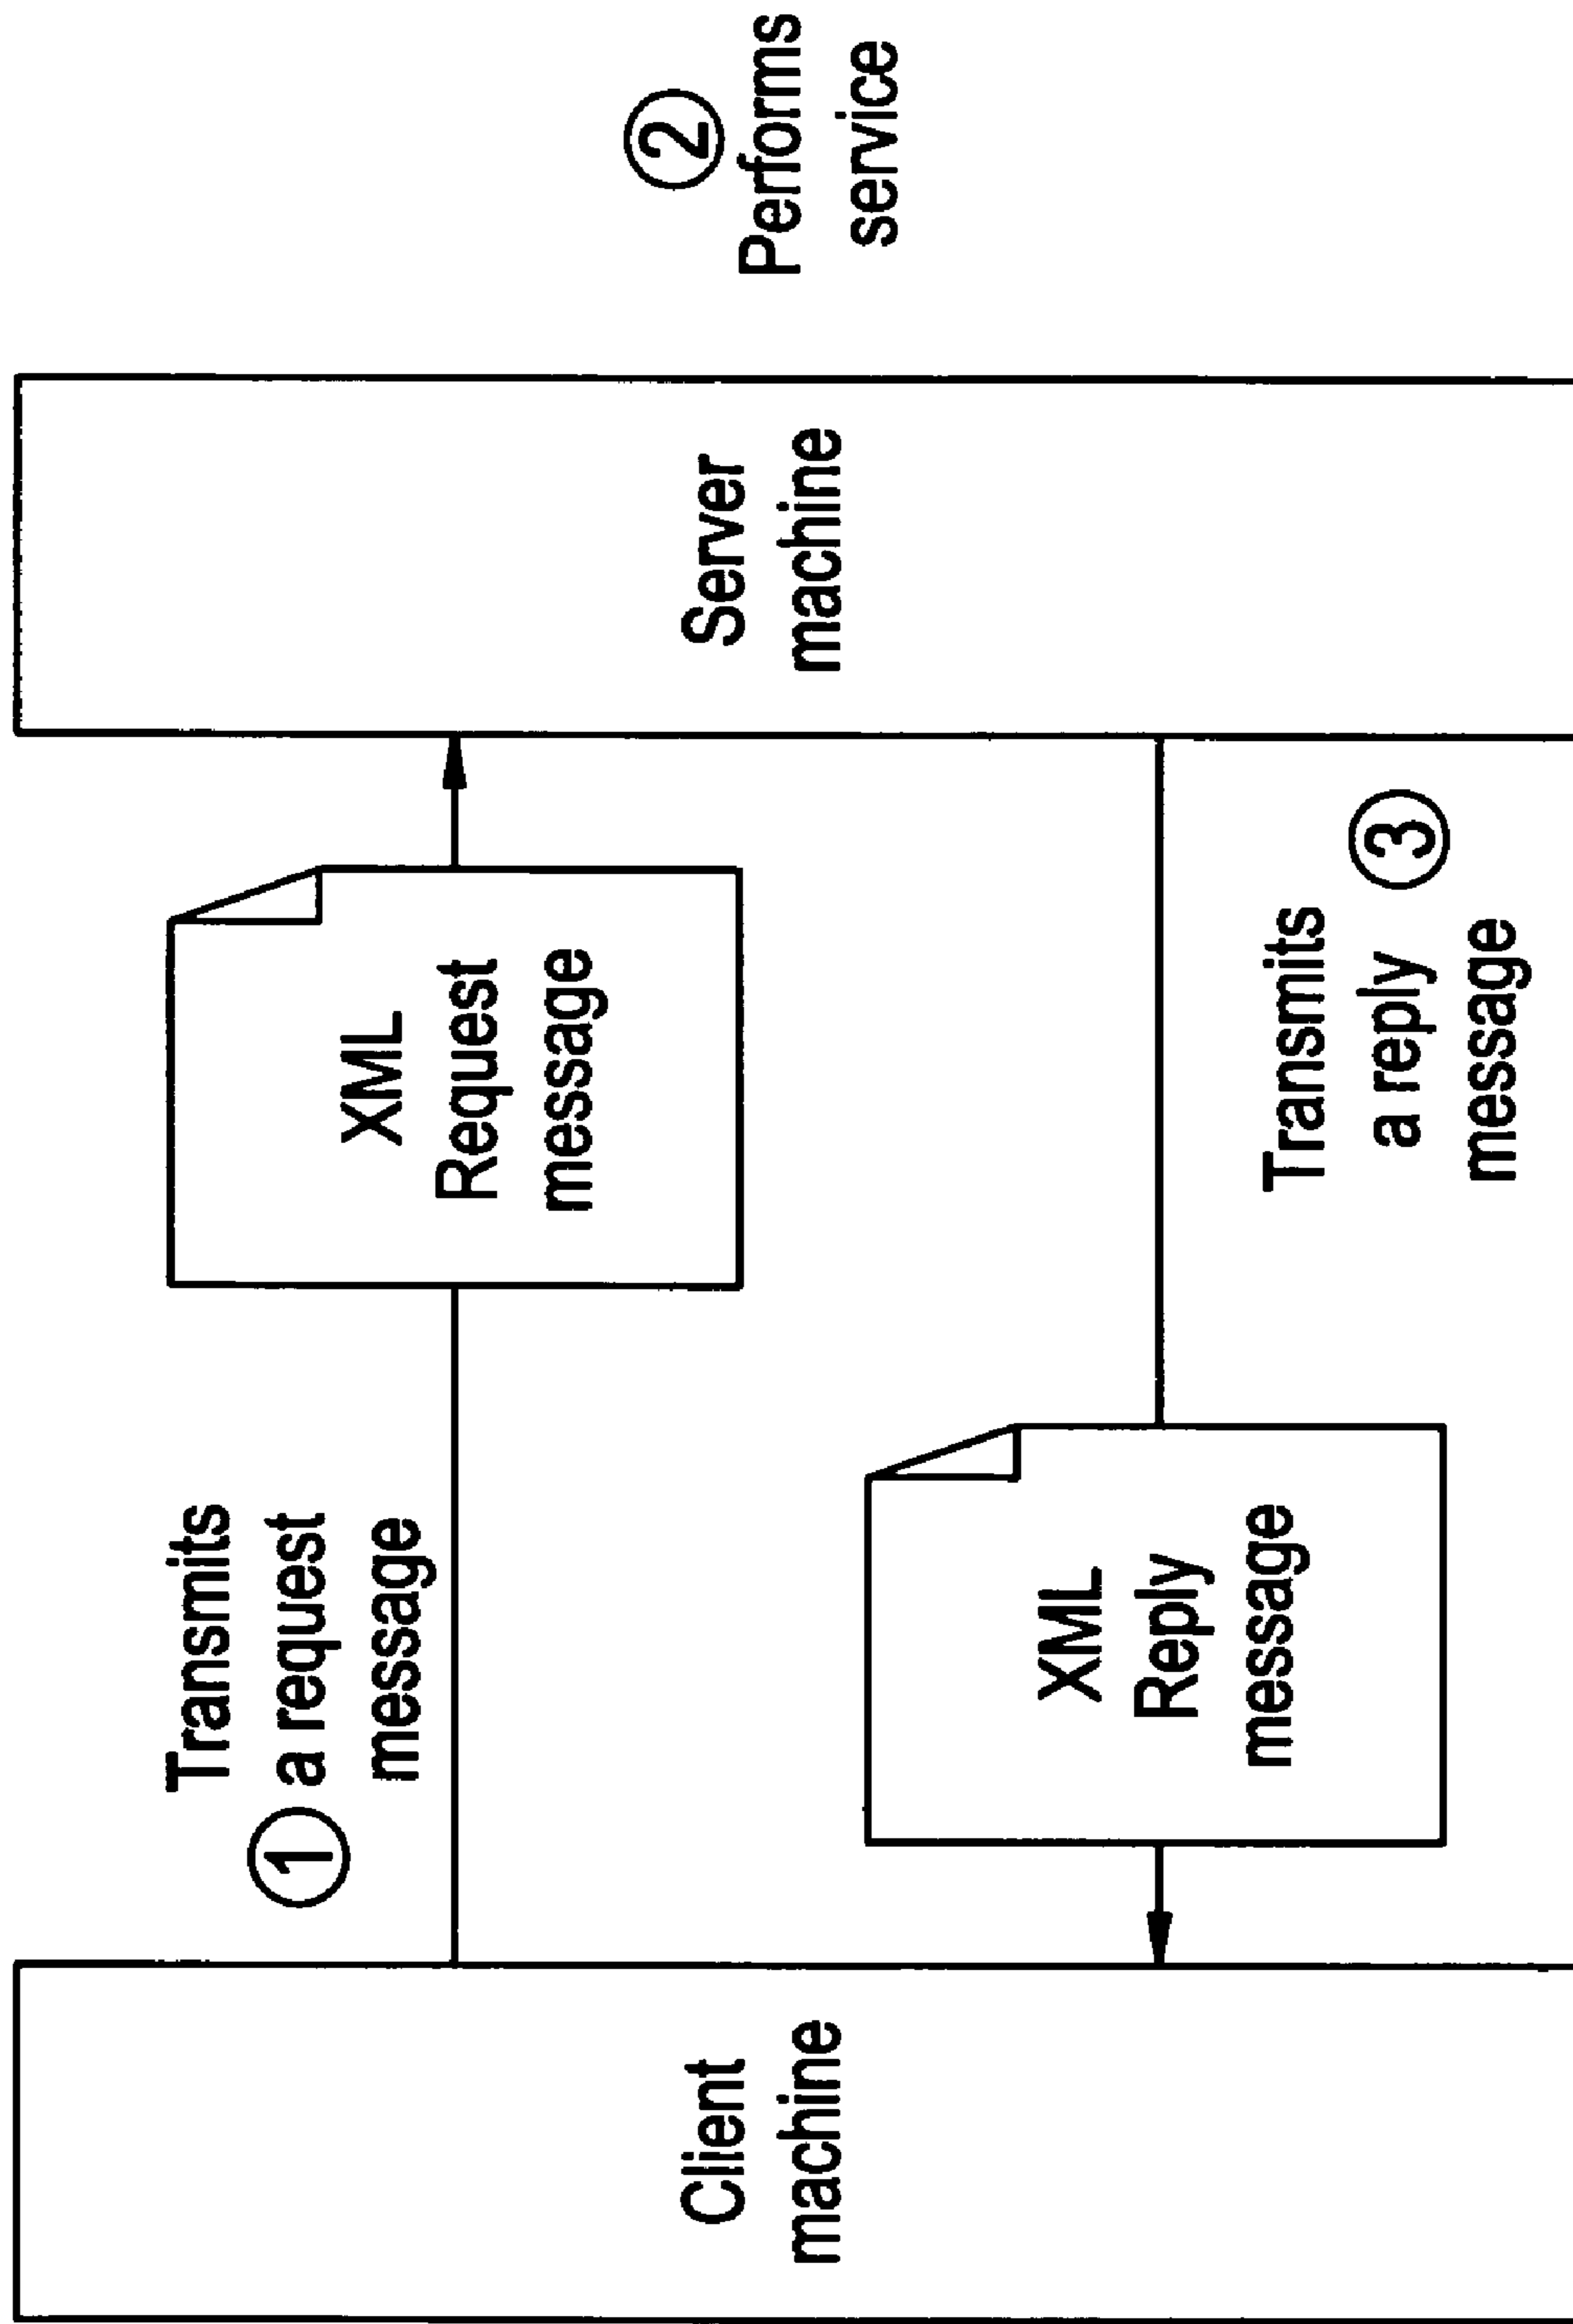 Client
machine
Transmits
① a request
message
XML
Request
message
XML
Reply
message
Transmits
a reply ③
message
Server
machine
②
Performs
service